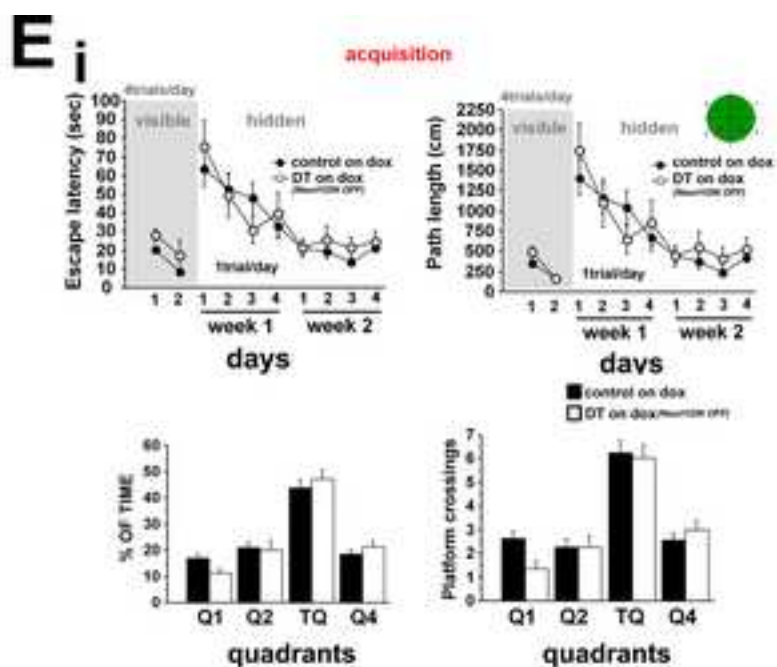 E i
acquisition
4trials/day
visible
hidden
control on dox
DT on dox
1trial/day
Escape latency (sec)
100
90
80
70
60
50
40
30
20
10
0
1 2 1 2 3 4 1 2 3 4
week 1 week 2
days
4trials/day
visible
hidden
control on dox
DT on dox
1trial/day
Path length (cm)
2250
2000
1750
1500
1250
1000
750
500
250
0
1 2 1 2 3 4 1 2 3 4
week 1 week 2
days
control on dox
DT on dox
% OF TIME
60
50
40
30
20
10
0
Q1 Q2 TQ Q4
quadrants
Platform crossings
7
6
5
4
3
2
1
0
Q1 Q2 TQ Q4
quadrants